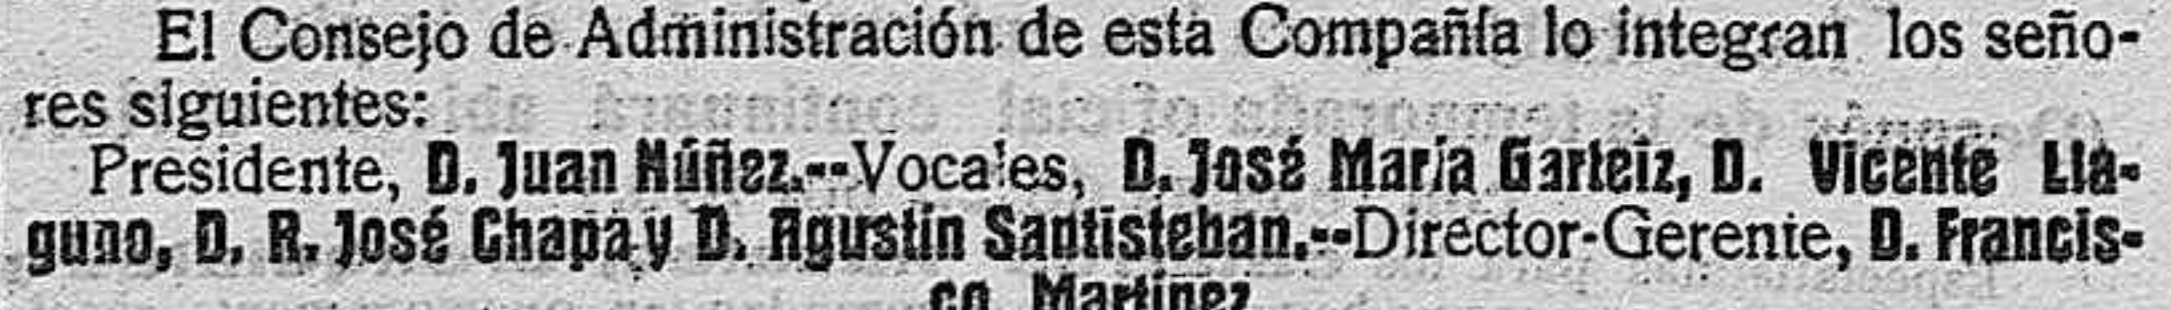 El Consejo de Administración de esta Compañía lo integran los seño-
res siguientes:
Presidente, D. Juan Núñez.--Vocales, D. José María Garteiz, D. Vicente Lla-
guno, D. R. José Chapa y D. Agustín Santisteban.--Director-Gerente, D. Francis-
co Martínez